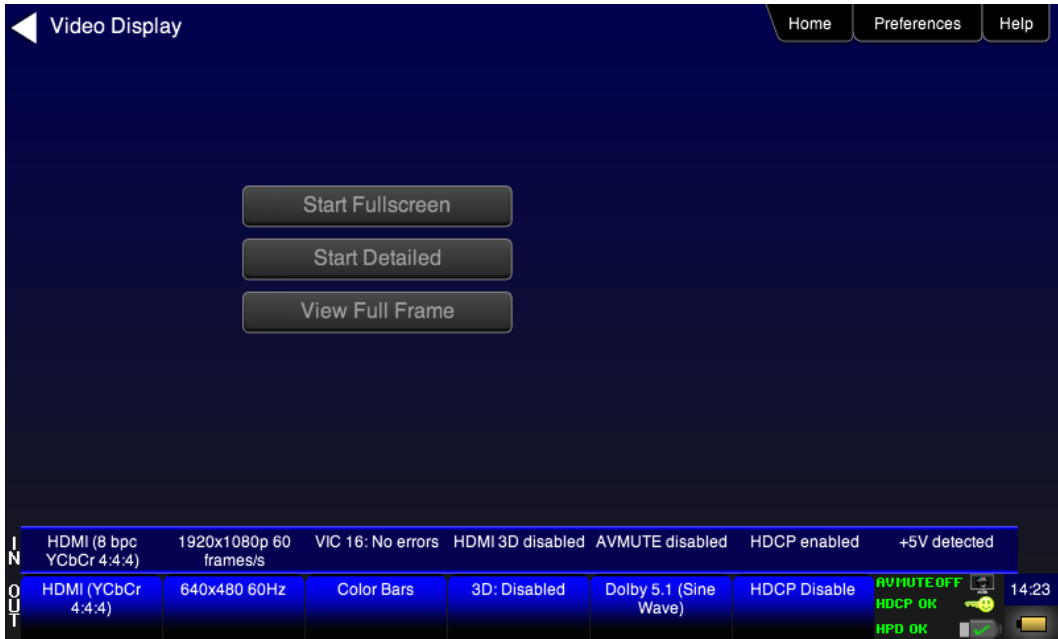 Video Display
Home
Preferences
Help
Start Fullscreen
Start Detailed
View Full Frame
IN
HDMI (8 bpc
YCbCr 4:4:4)
1920x1080p 60
frames/s
VIC 16: No errors
HDMI 3D disabled
AVMUTE disabled
HDCP enabled
+5V detected
OUT
HDMI (YCbCr
4:4:4)
640x480 60Hz
Color Bars
3D: Disabled
Dolby 5.1 (Sine
Wave)
HDCP Disable
AVMUTEOFF
HDCP OK
HPD OK
14:23